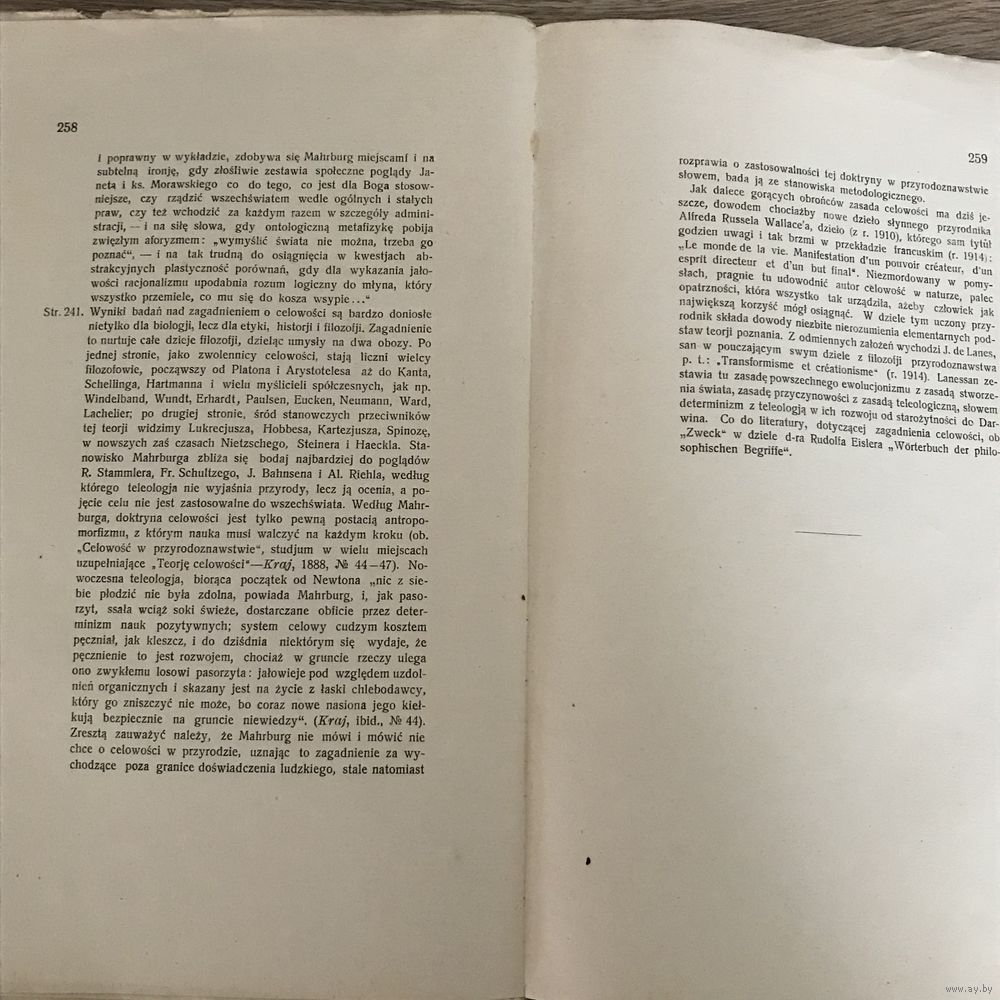 258
i poprawny w wykładzie, zdobywa się Mahrburg miejscami i na
subtelną ironję, gdy złośliwie zestawia społeczne poglądy Ja-
neta i ks. Morawskiego co do tego, co jest dla Boga stosow-
niejsze, czy rządzić wszechświatem wedle ogólnych i stałych
praw, czy też wchodzić za każdym razem w szczegóły admini-
stracji, — i na siłę słowa, gdy ontologiczną metafizykę pobija
zwięzłym aforyzmem: „wymyślić świata nie można, trzeba go
poznać“, — i na tak trudną do osiągnięcia w kwestjach ab-
strakcyjnych plastyczność porównań, gdy dla wykazania jało-
wości racjonalizmu upodabnia rozum logiczny do młyna, który
wszystko przemiele, co mu się do kosza wsypie...“
Str. 241. Wyniki badań nad zagadnieniem o celowości są bardzo doniosłe
nietylko dla biologji, lecz dla etyki, historji i filozofji. Zagadnienie
to nurtuje całe dzieje filozofji, dzieląc umysły na dwa obozy. Po
jednej stronie, jako zwolennicy celowości, stają liczni wielcy
filozofowie, począwszy od Platona i Arystotelesa aż do Kanta,
Schellinga, Hartmanna i wielu myślicieli spółczesnych, jak np.
Windelband, Wundt, Erhardt, Paulsen, Eucken, Neumann, Ward,
Lachelier; po drugiej stronie, śród stanowczych przeciwników
tej teorji widzimy Lukrecjusza, Hobbesa, Kartezjusza, Spinozę,
w nowszych zaś czasach Nietzschego, Steinera i Haeckla. Sta-
nowisko Mahrburga zbliża się bodaj najbardziej do poglądów
R. Stammlera, Fr. Schultzego, J. Bahnsena i Al. Riehla, według
którego teleologja nie wyjaśnia przyrody, lecz ją ocenia, a po-
jęcie celu nie jest zastosowalne do wszechświata. Według Mahr-
burga, doktryna celowości jest tylko pewną postacią antropo-
morfizmu, z którym nauka musi walczyć na każdym kroku (ob.
„Celowość w przyrodoznawstwie“, studjum w wielu miejscach
uzupełniające „Teorję celowości“—Kraj, 1888, № 44—47). No-
woczesna teleologja, biorąca początek od Newtona „nic z sie-
bie płodzić nie była zdolna, powiada Mahrburg, i, jak paso-
rzyt, ssała wciąż soki świeże, dostarczane obficie przez deter-
minizm nauk pozytywnych; system celowy cudzym kosztem
pęczniał, jak kleszcz, i do dziśdnia niektórym się wydaje, że
pęcznienie to jest rozwojem, chociaż w gruncie rzeczy ulega
ono zwykłemu losowi pasorzyta: jałowieje pod względem uzdol-
nień organicznych i skazany jest na życie z łaski chlebodawcy,
który go zniszczyć nie może, bo coraz nowe nasiona jego kieł-
kują bezpiecznie na gruncie niewiedzy“. (Kraj, ibid., № 44).
Zresztą zauważyć należy, że Mahrburg nie mówi i mówić nie
chce o celowości w przyrodzie, uznając to zagadnienie za wy-
chodzące poza granice doświadczenia ludzkiego, stale natomiast
259
rozprawia o zastosowalności tej doktryny w przyrodoznawstwie
słowem, bada ją ze stanowiska metodologicznego.
Jak dalece gorących obrońców zasada celowości ma dziś je-
szcze, dowodem chociażby nowe dzieło słynnego przyrodnika
Alfreda Russela Wallace'a, dzieło (z r. 1910), którego sam tytuł
godzien uwagi i tak brzmi w przekładzie francuskim (r. 1914):
„Le monde de la vie. Manifestation d'un pouvoir créateur, d'un
esprit directeur et d'un but final“. Niezmordowany w pomy-
słach, pragnie tu udowodnić autor celowość w naturze, palec
opatrzności, która wszystko tak urządziła, ażeby człowiek jak
największą korzyść mógł osiągnąć. W dziele tym uczony przy-
rodnik składa dowody niezbite nierozumienia elementarnych pod-
staw teorji poznania. Z odmiennych założeń wychodzi J. de Lanes,
san w pouczającym swym dziele z filozofji przyrodoznawstwa
p. t.: „Transformisme et créationisme“ (r. 1914). Lanessan ze-
stawia tu zasadę powszechnego ewolucjonizmu z zasadą stworze-
nia świata, zasadę przyczynowości z zasadą teleologiczną, słowem
determinizm z teleologją w ich rozwoju od starożytności do Dar-
wina. Co do literatury, dotyczącej zagadnienia celowości, ob
„Zweck“ w dziele d-ra Rudolfa Eislera „Wörterbuch der philo-
sophischen Begriffe“.
www.ay.by